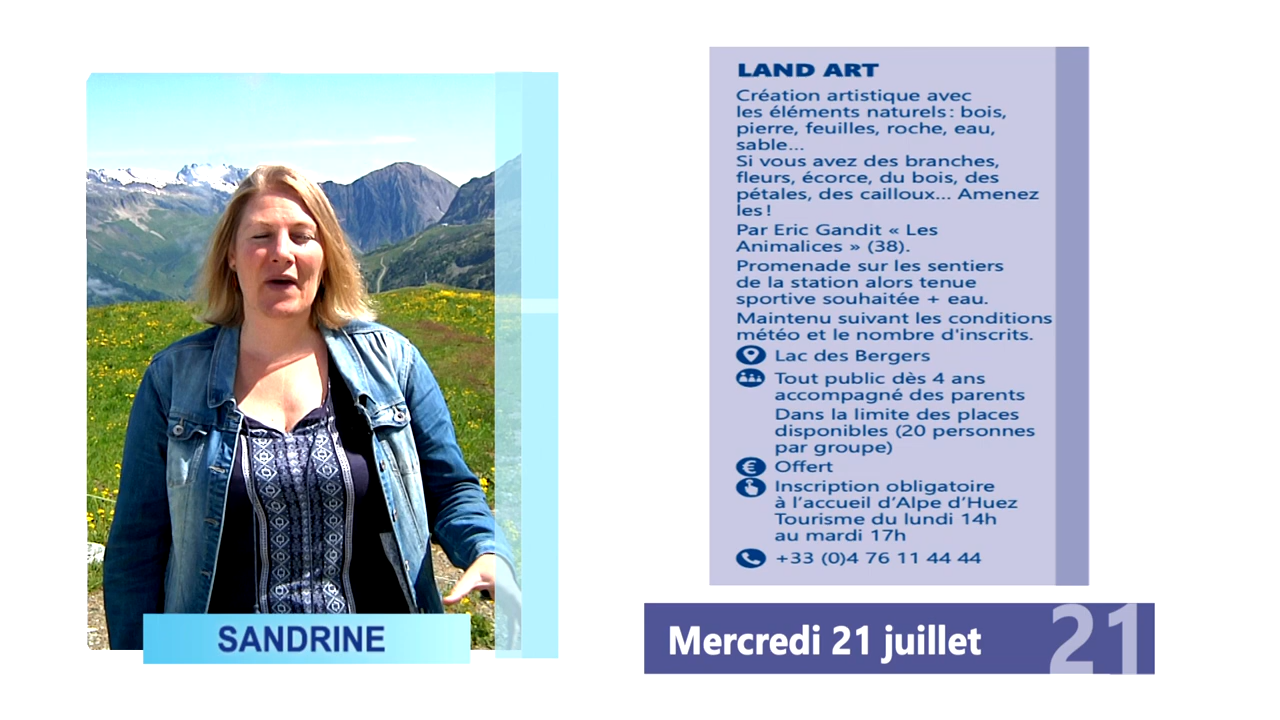 LAND ART
Création artistique avec
les éléments naturels : bois,
pierre, feuilles, roche, eau,
sable...
Si vous avez des branches,
fleurs, écorce, du bois, des
pétales, des cailloux... Amenez
les !
Par Eric Gandit « Les
Animalices » (38).
Promenade sur les sentiers
de la station alors tenue
sportive souhaitée + eau.
Maintenu suivant les conditions
météo et le nombre d'inscrits.
Lac des Bergers
Tout public dès 4 ans
accompagné des parents
Dans la limite des places
disponibles (20 personnes
par groupe)
€ Offert
Inscription obligatoire
à l'accueil d'Alpe d'Huez
Tourisme du lundi 14h
au mardi 17h
+33 (0)4 76 11 44 44
SANDRINE
Mercredi 21 juillet
21